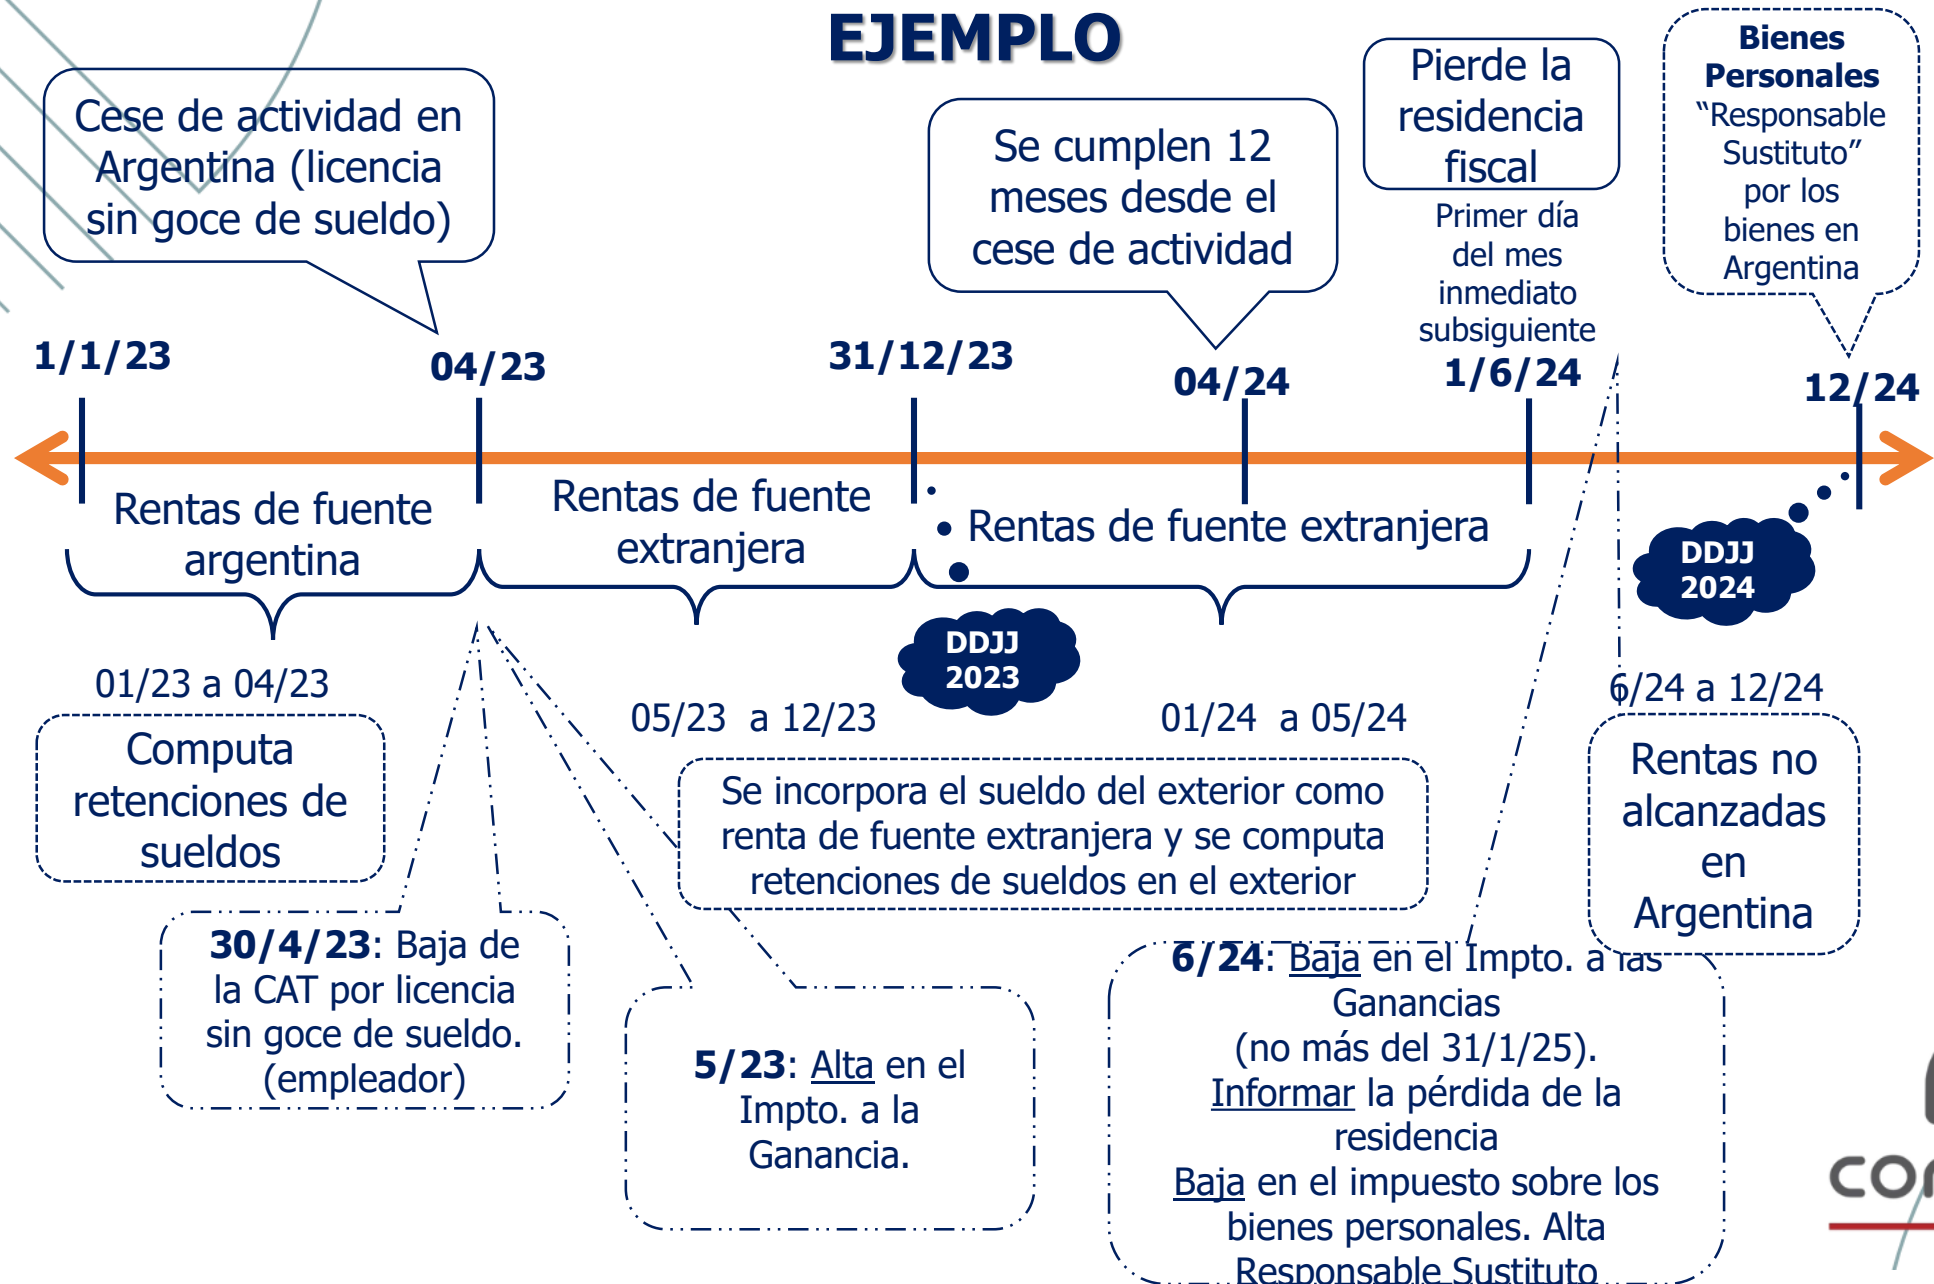 EJEMPLO
Cese de actividad en
Argentina (licencia
sin goce de sueldo)
Se cumplen 12
meses desde el
cese de actividad
Pierde la
residencia
fiscal
Primer día
del mes
inmediato
subsiguiente
Bienes
Personales
“Responsable
Sustituto”
por los
bienes en
Argentina
1/1/23
04/23
31/12/23
04/24
1/6/24
12/24
Rentas de fuente
argentina
Rentas de fuente
extranjera
Rentas de fuente extranjera
DDJJ
2023
DDJJ
2024
01/23 a 04/23
05/23 a 12/23
01/24 a 05/24
6/24 a 12/24
Computa
retenciones de
sueldos
Se incorpora el sueldo del exterior como
renta de fuente extranjera y se computa
retenciones de sueldos en el exterior
Rentas no
alcanzadas
en
Argentina
30/4/23: Baja de
la CAT por licencia
sin goce de sueldo.
(empleador)
5/23: Alta en el
Impto. a la
Ganancia.
6/24: Baja en el Impto. a las
Ganancias
(no más del 31/1/25).
Informar la pérdida de la
residencia
Baja en el impuesto sobre los
bienes personales. Alta
Responsable Sustituto